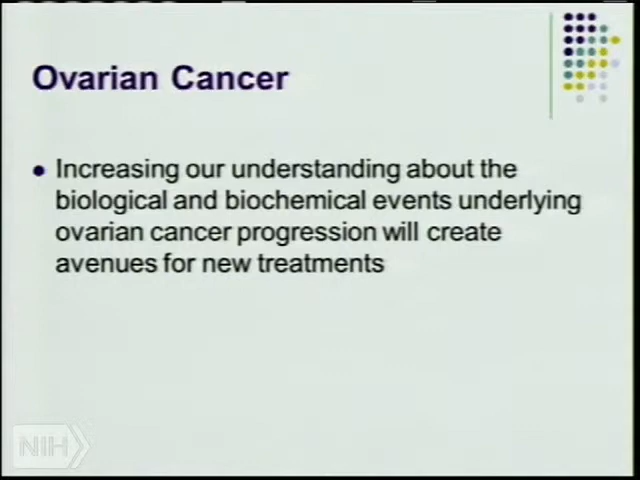 Ovarian Cancer
Increasing our understanding about the
biological and biochemical events underlying
ovarian cancer progression will create
avenues for new treatments
NIH